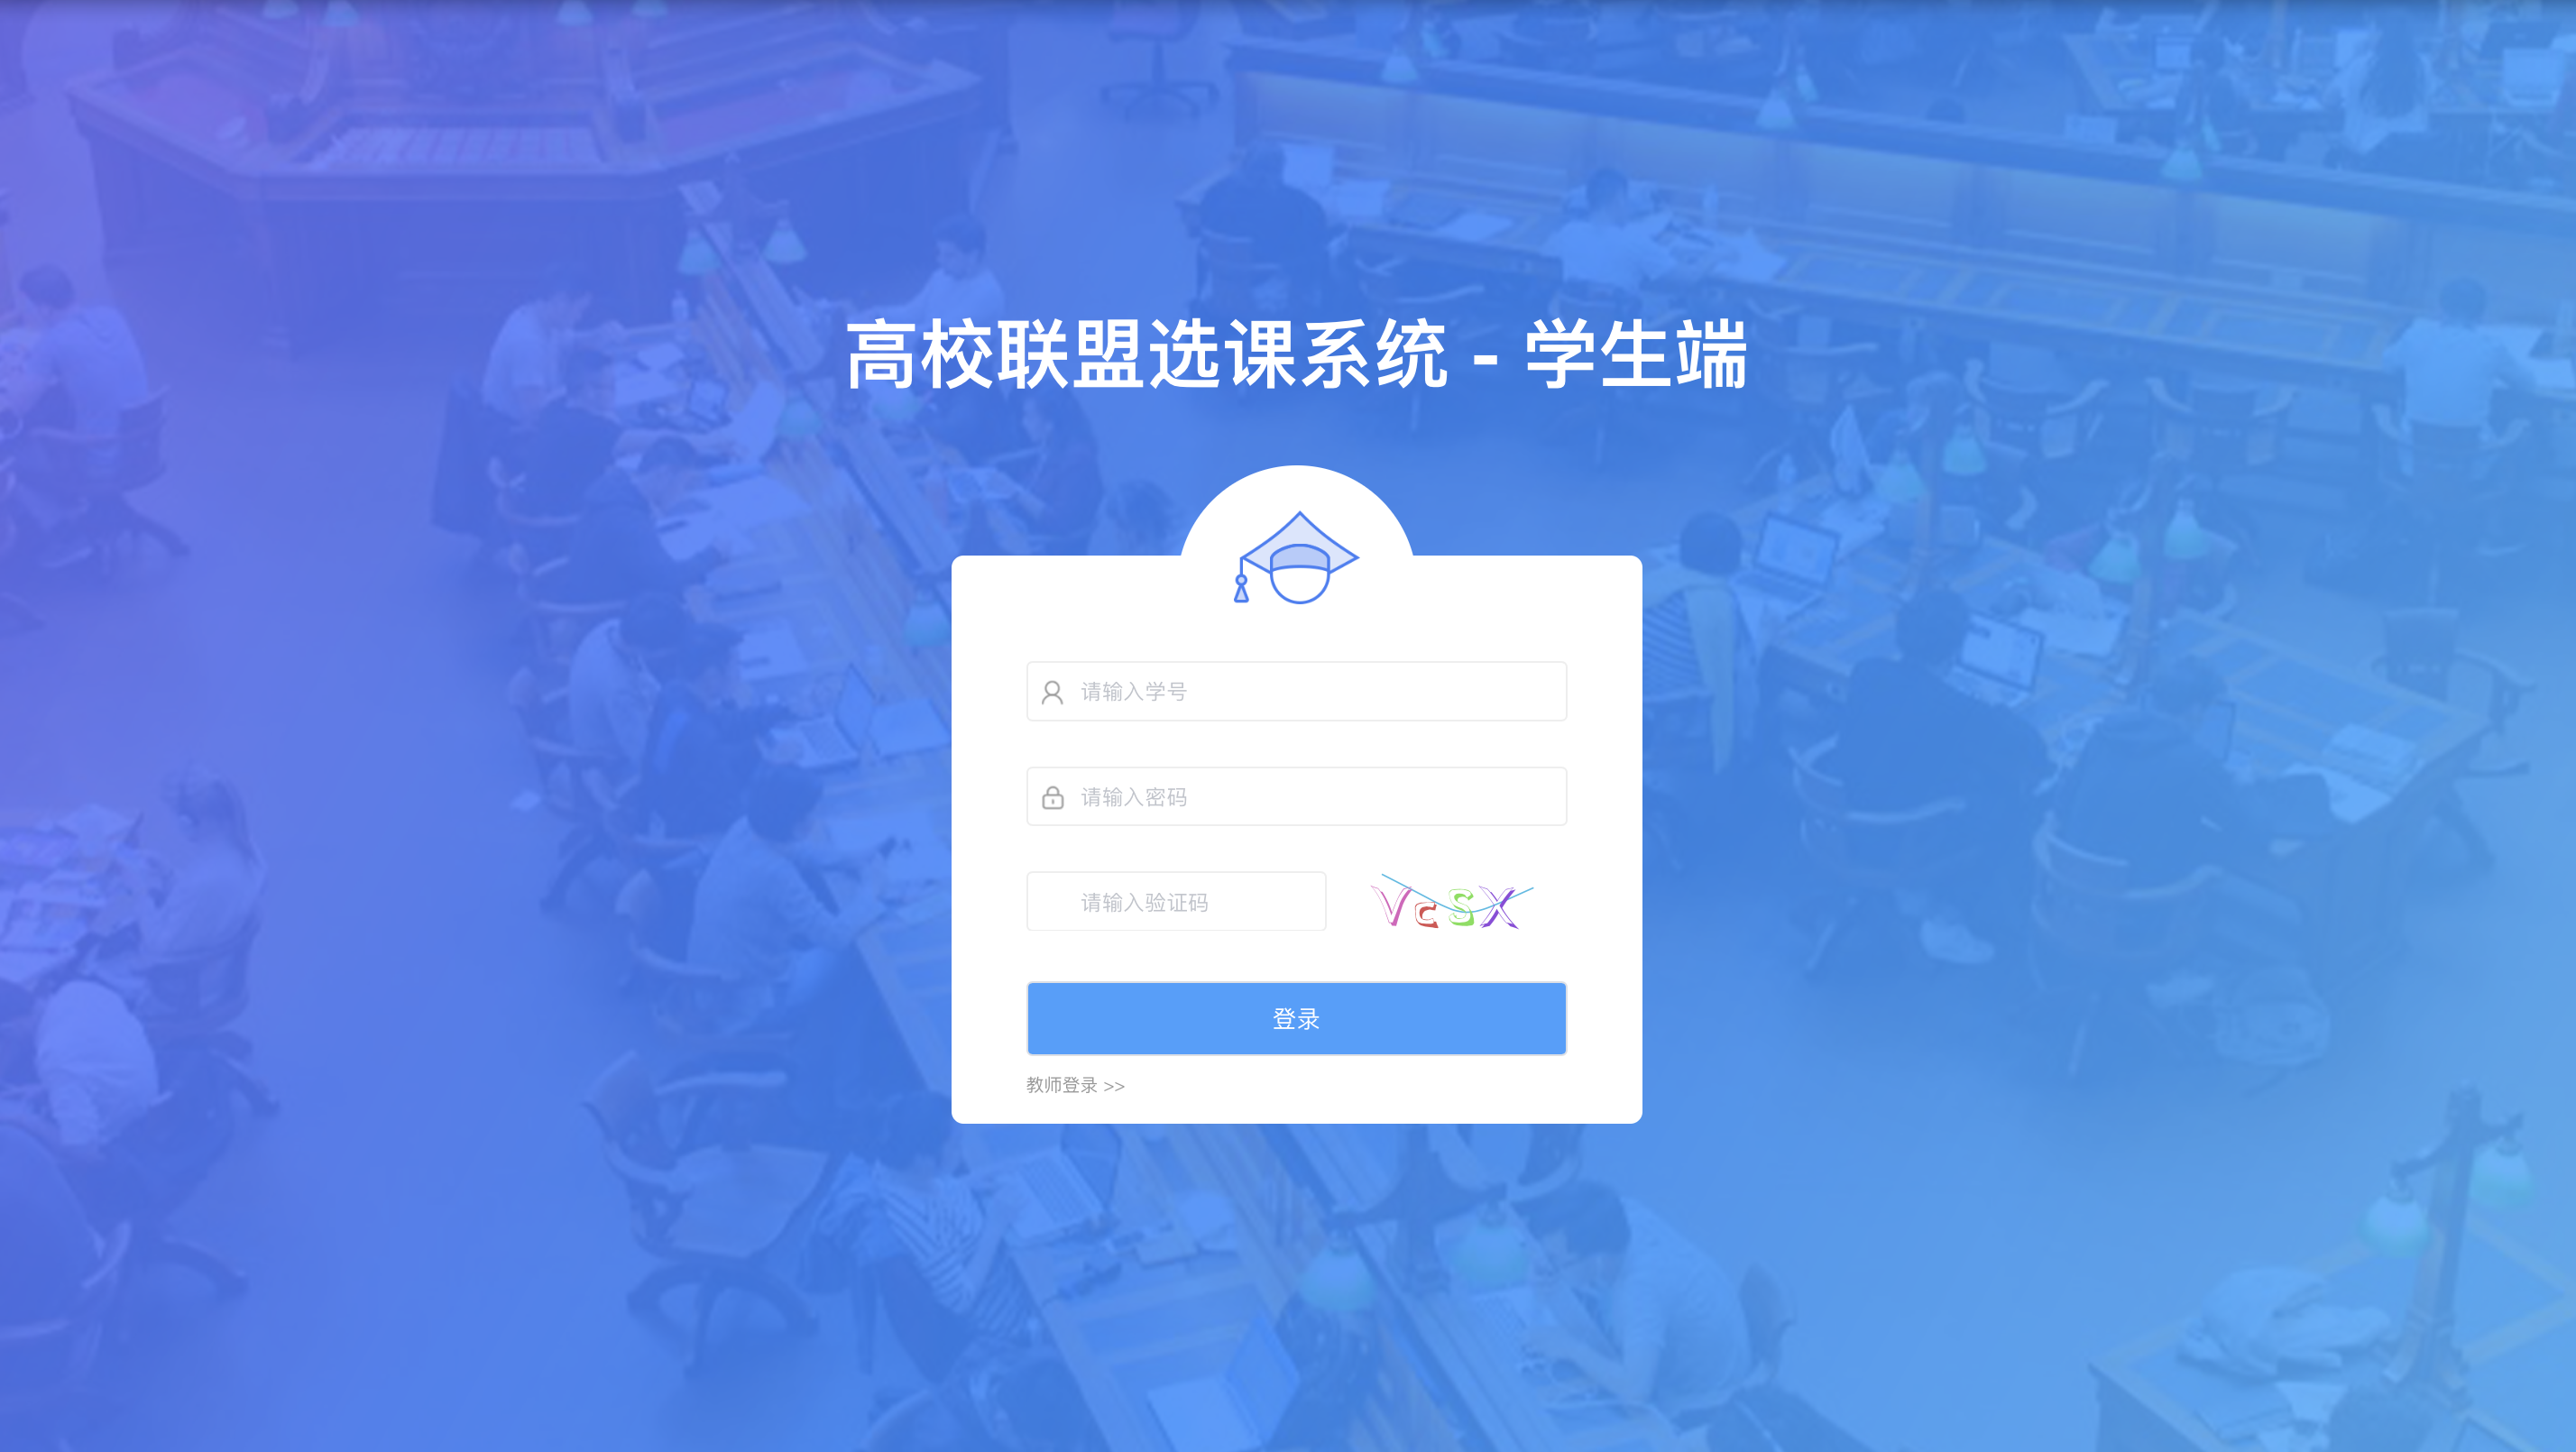 高校联盟选课系统 - 学生端
请输入学号
请输入密码
请输入验证码
VcSX
登录
教师登录 >>